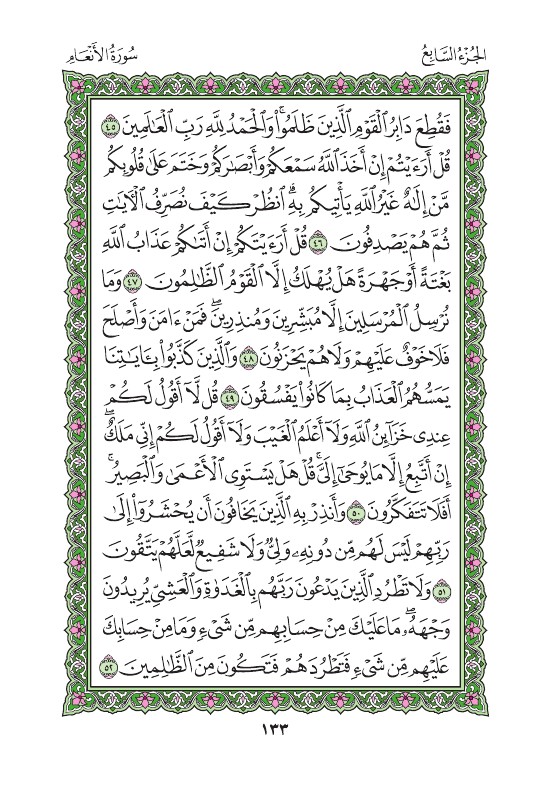 الجُزْءُ السَّابِعُ
سُورَةُ الأَنْعَامِ
فَقُطِعَ دَابِرُ ٱلْقَوْمِ ٱلَّذِينَ ظَلَمُوا۟ۚ وَٱلْحَمْدُ لِلَّهِ رَبِّ ٱلْعَٰلَمِينَ ٤٥
قُلْ أَرَءَيْتُمْ إِنْ أَخَذَ ٱللَّهُ سَمْعَكُمْ وَأَبْصَٰرَكُمْ وَخَتَمَ عَلَىٰ قُلُوبِكُم
مَّنْ إِلَٰهٌ غَيْرُ ٱللَّهِ يَأْتِيكُم بِهِۗ ٱنظُرْ كَيْفَ نُصَرِّفُ ٱلْءَايَٰتِ
ثُمَّ هُمْ يَصْدِفُونَ ٤٦ قُلْ أَرَءَيْتَكُمْ إِنْ أَتَىٰكُمْ عَذَابُ ٱللَّهِ
بَغْتَةً أَوْ جَهْرَةً هَلْ يُهْلَكُ إِلَّا ٱلْقَوْمُ ٱلظَّٰلِمُونَ ٤٧ وَمَا
نُرْسِلُ ٱلْمُرْسَلِينَ إِلَّا مُبَشِّرِينَ وَمُنذِرِينَۖ فَمَنْ ءَامَنَ وَأَصْلَحَ
فَلَا خَوْفٌ عَلَيْهِمْ وَلَا هُمْ يَحْزَنُونَ ٤٨ وَٱلَّذِينَ كَذَّبُوا۟ بِـَٔايَٰتِنَا
يَمَسُّهُمُ ٱلْعَذَابُ بِمَا كَانُوا۟ يَفْسُقُونَ ٤٩ قُل لَّآ أَقُولُ لَكُمْ
عِندِى خَزَآئِنُ ٱللَّهِ وَلَآ أَعْلَمُ ٱلْغَيْبَ وَلَآ أَقُولُ لَكُمْ إِنِّى مَلَكٌۖ
إِنْ أَتَّبِعُ إِلَّا مَا يُوحَىٰٓ إِلَىَّۚ قُلْ هَلْ يَسْتَوِى ٱلْأَعْمَىٰ وَٱلْبَصِيرُۚ
أَفَلَا تَتَفَكَّرُونَ ٥٠ وَأَنذِرْ بِهِ ٱلَّذِينَ يَخَافُونَ أَن يُحْشَرُوٓا۟ إِلَىٰ
رَبِّهِمْ لَيْسَ لَهُم مِّن دُونِهِۦ وَلِىٌّ وَلَا شَفِيعٌ لَّعَلَّهُمْ يَتَّقُونَ
٥١ وَلَا تَطْرُدِ ٱلَّذِينَ يَدْعُونَ رَبَّهُم بِٱلْغَدَوٰةِ وَٱلْعَشِىِّ يُرِيدُونَ
وَجْهَهُۥۖ مَا عَلَيْكَ مِنْ حِسَابِهِم مِّن شَىْءٍ وَمَا مِنْ حِسَابِكَ
عَلَيْهِم مِّن شَىْءٍ فَتَطْرُدَهُمْ فَتَكُونَ مِنَ ٱلظَّٰلِمِينَ ٥٢
١٣٣